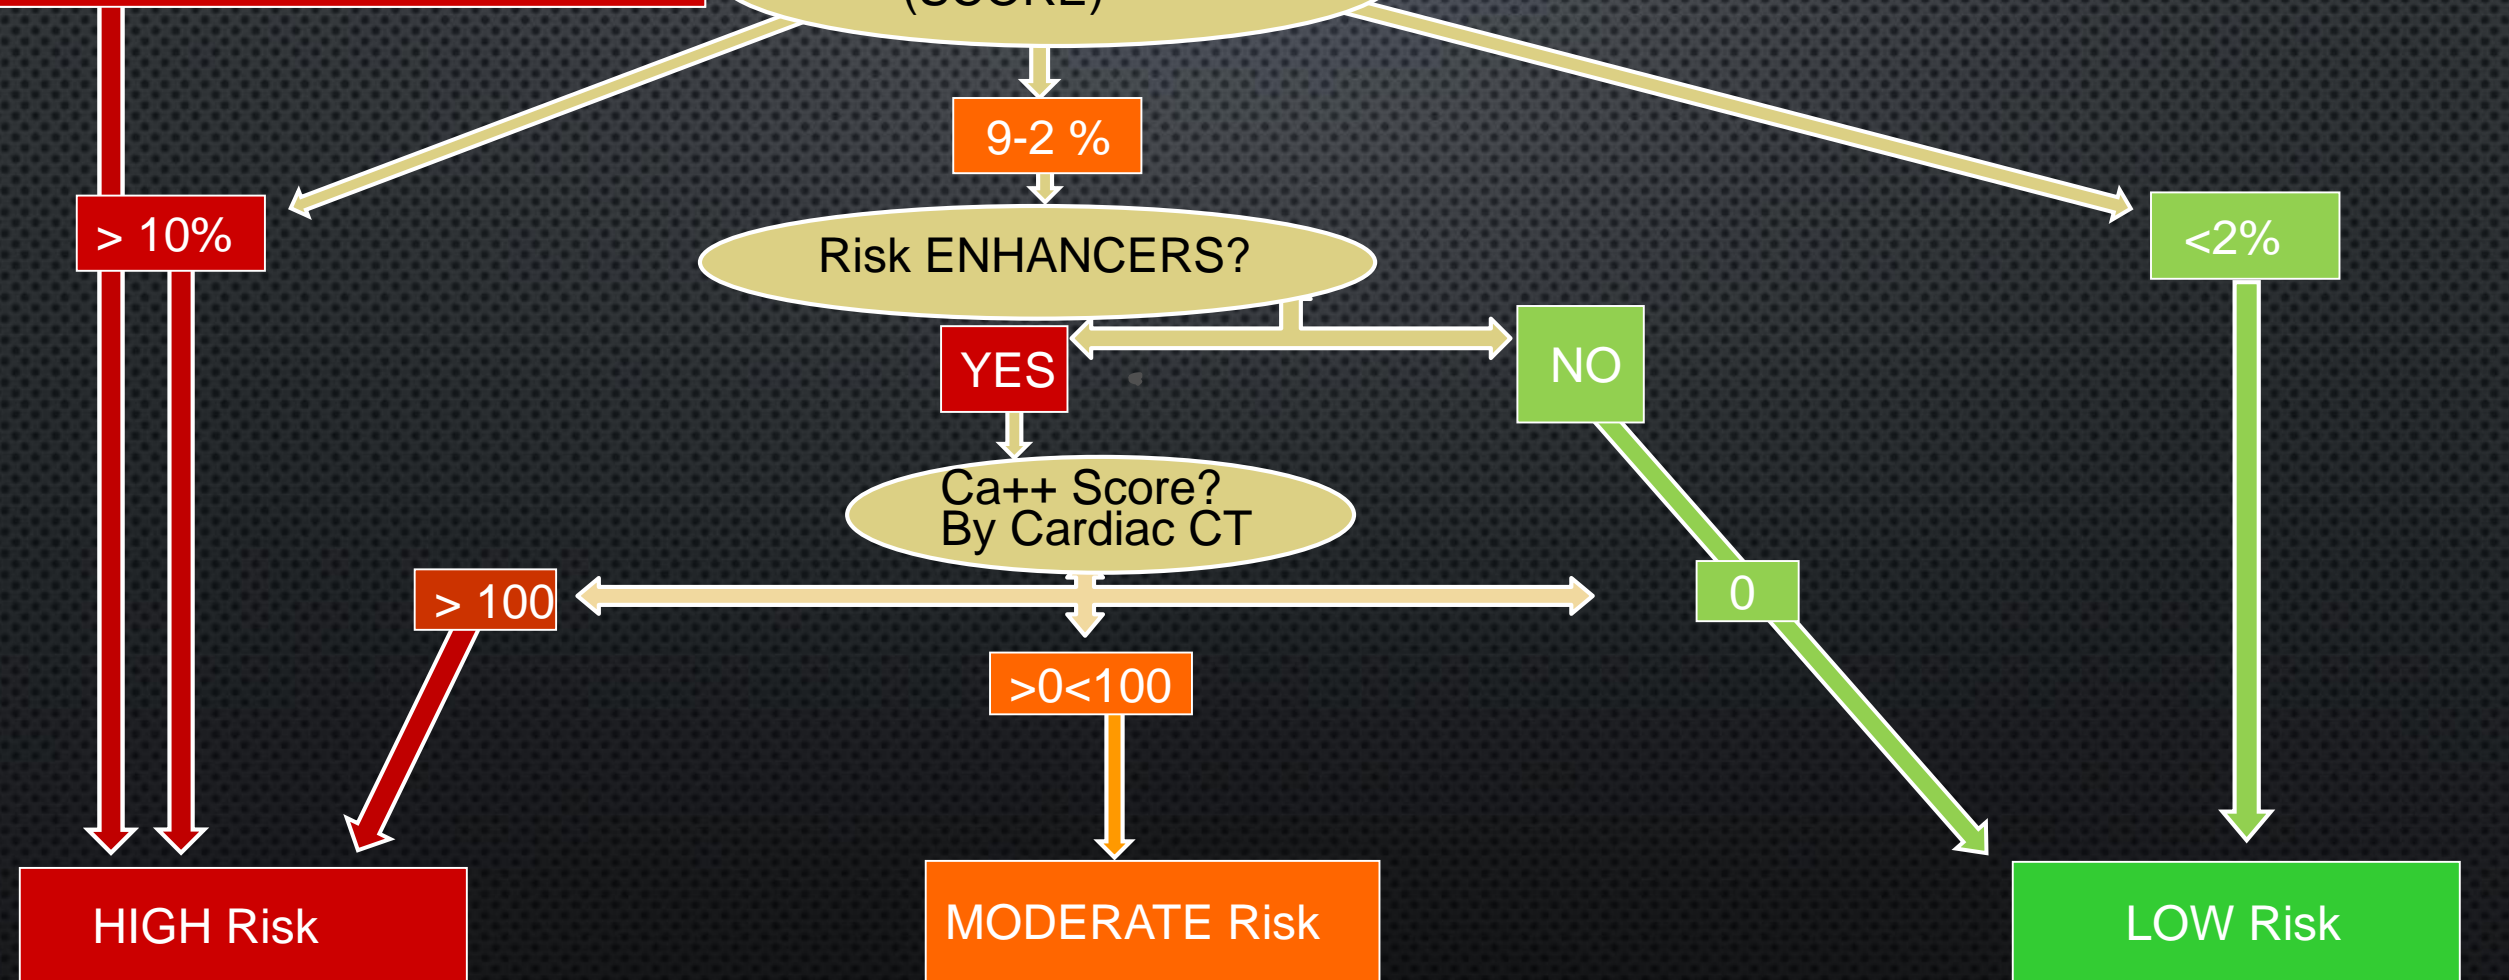 (SCORE)
9-2 %
> 10%
<2%
Risk ENHANCERS?
YES
NO
Ca++ Score?
By Cardiac CT
> 100
0
>0<100
HIGH Risk
MODERATE Risk
LOW Risk